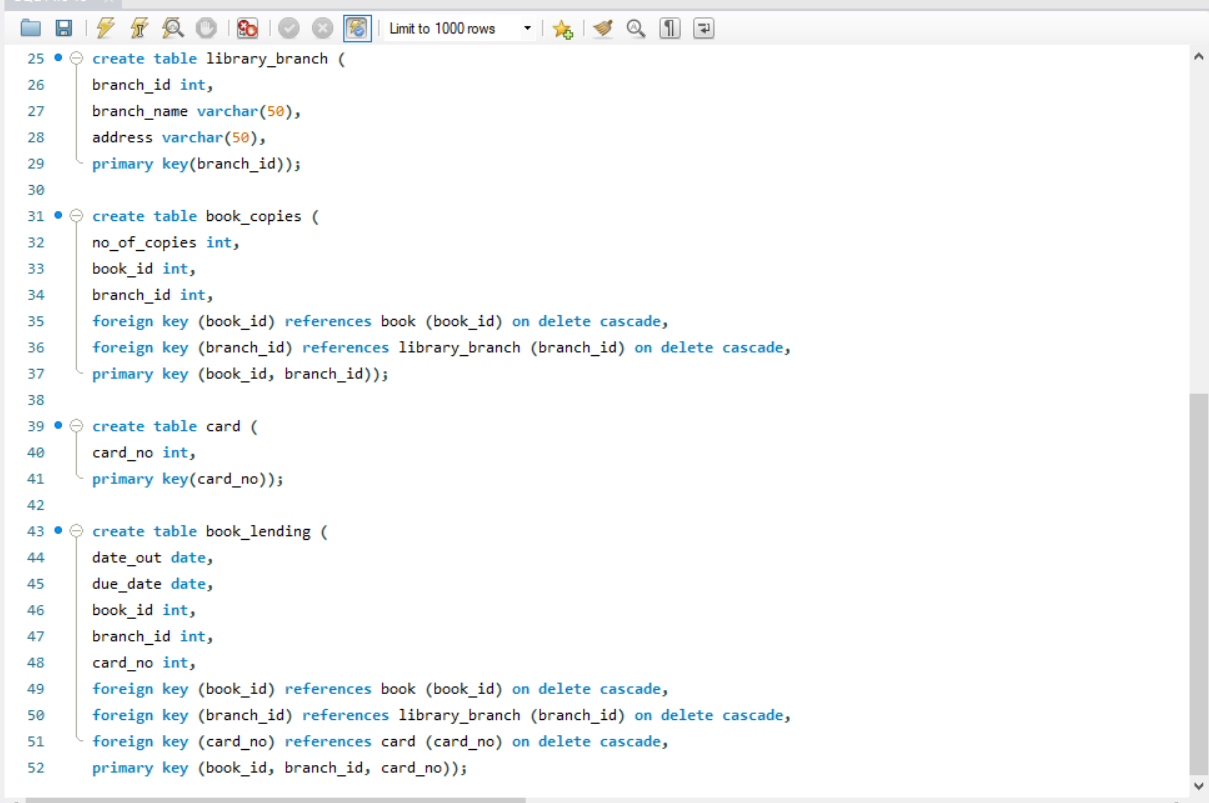 Limit to 1000 rows
25 create table library_branch (
26 branch_id int,
27 branch_name varchar(50),
28 address varchar(50),
29 primary key(branch_id));
30
31 create table book_copies (
32 no_of_copies int,
33 book_id int,
34 branch_id int,
35 foreign key (book_id) references book (book_id) on delete cascade,
36 foreign key (branch_id) references library_branch (branch_id) on delete cascade,
37 primary key (book_id, branch_id));
38
39 create table card (
40 card_no int,
41 primary key(card_no));
42
43 create table book_lending (
44 date_out date,
45 due_date date,
46 book_id int,
47 branch_id int,
48 card_no int,
49 foreign key (book_id) references book (book_id) on delete cascade,
50 foreign key (branch_id) references library_branch (branch_id) on delete cascade,
51 foreign key (card_no) references card (card_no) on delete cascade,
52 primary key (book_id, branch_id, card_no));